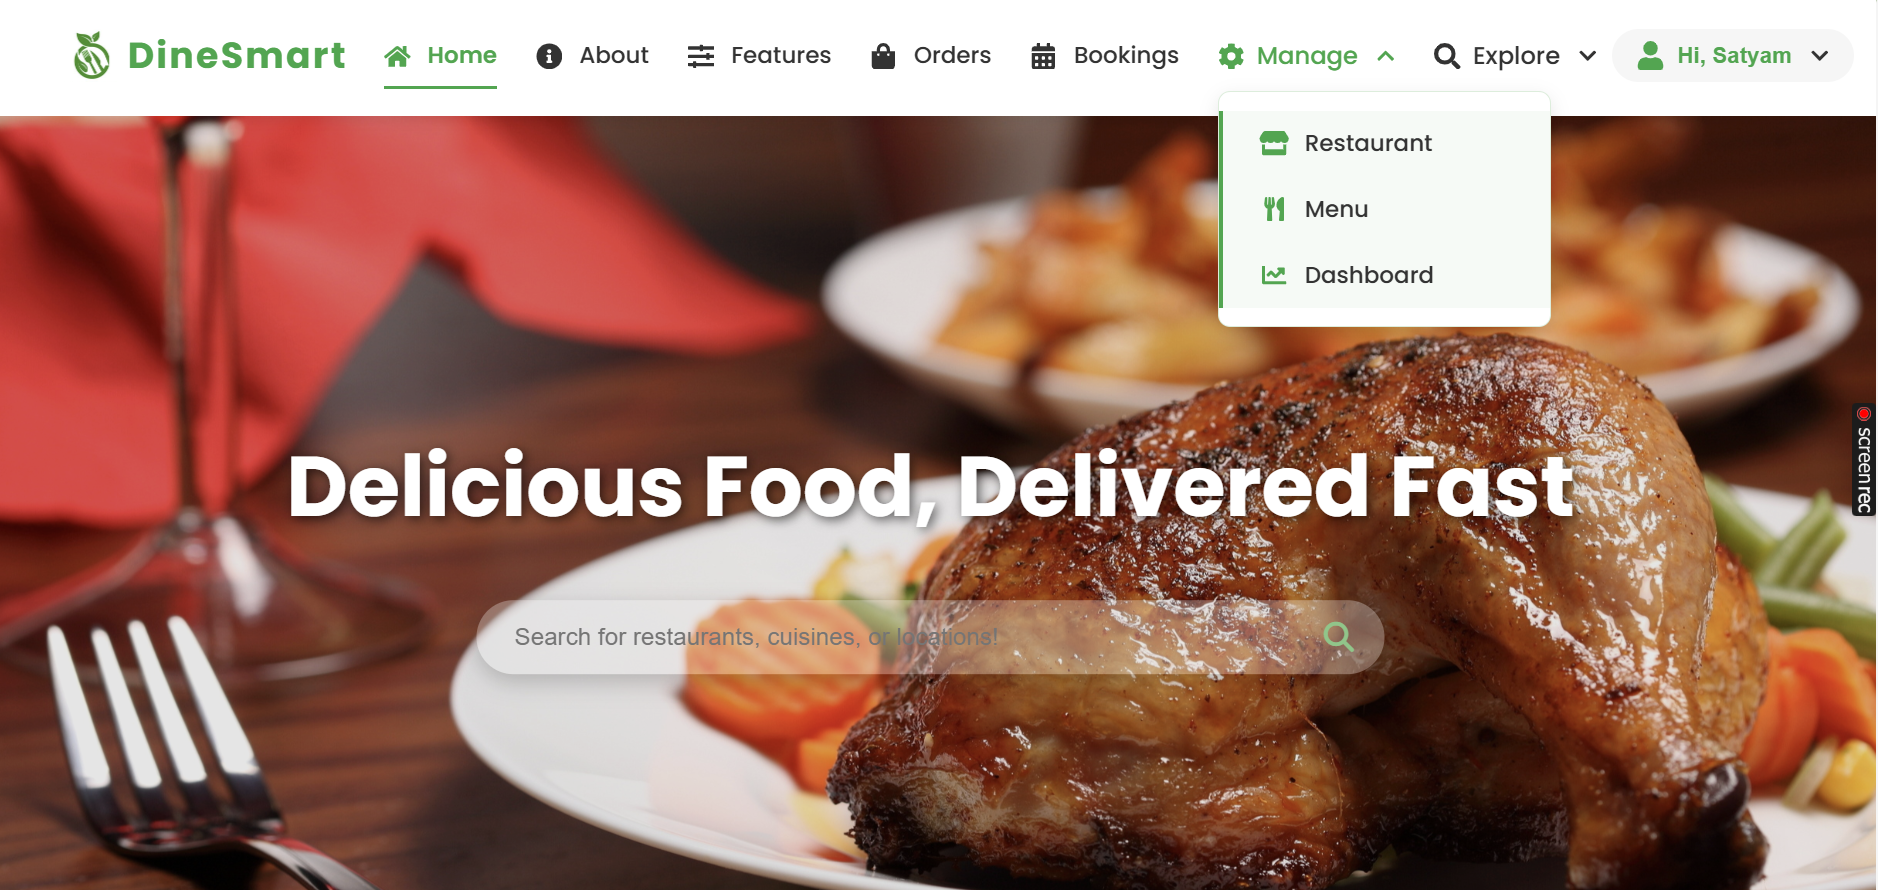 DineSmart Home About Features Orders Bookings Manage Explore Hi, Satyam
Restaurant
Menu
Dashboard
Delicious Food, Delivered Fast
Search for restaurants, cuisines, or locations!
screenrec